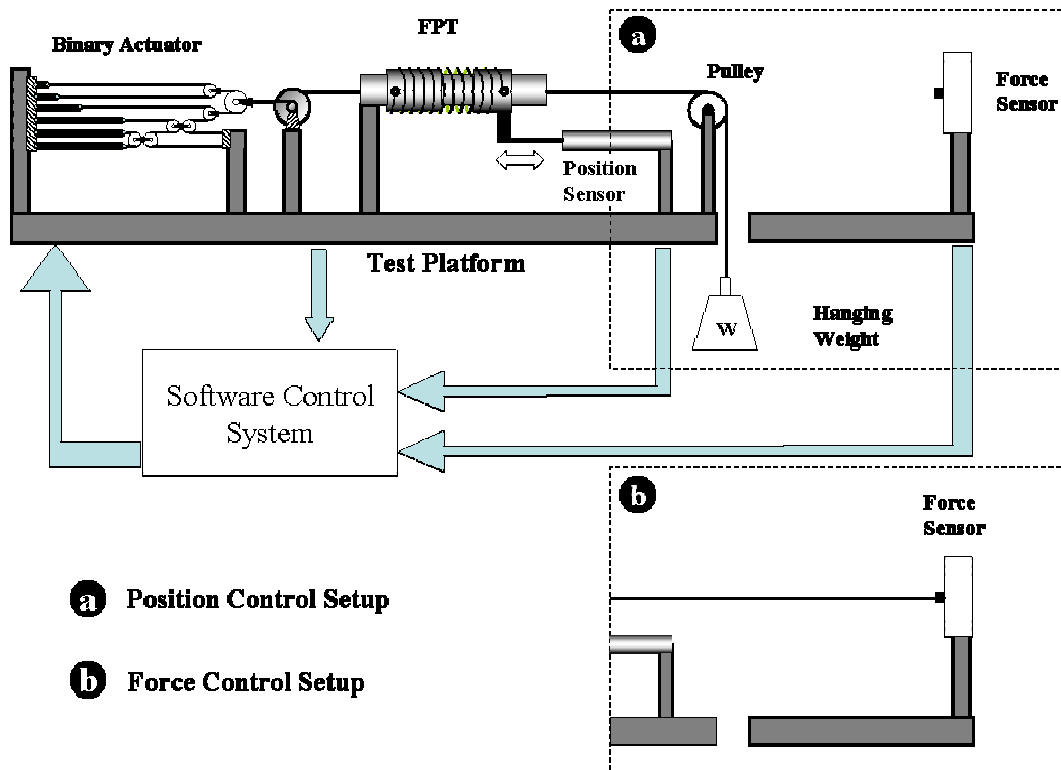 FPT
a
Binary Actuator
Pulley
Force
Sensor
Position
Sensor
Test Platform
W
Hanging
Weight
Software Control
System
b
Force
Sensor
a Position Control Setup
b Force Control Setup